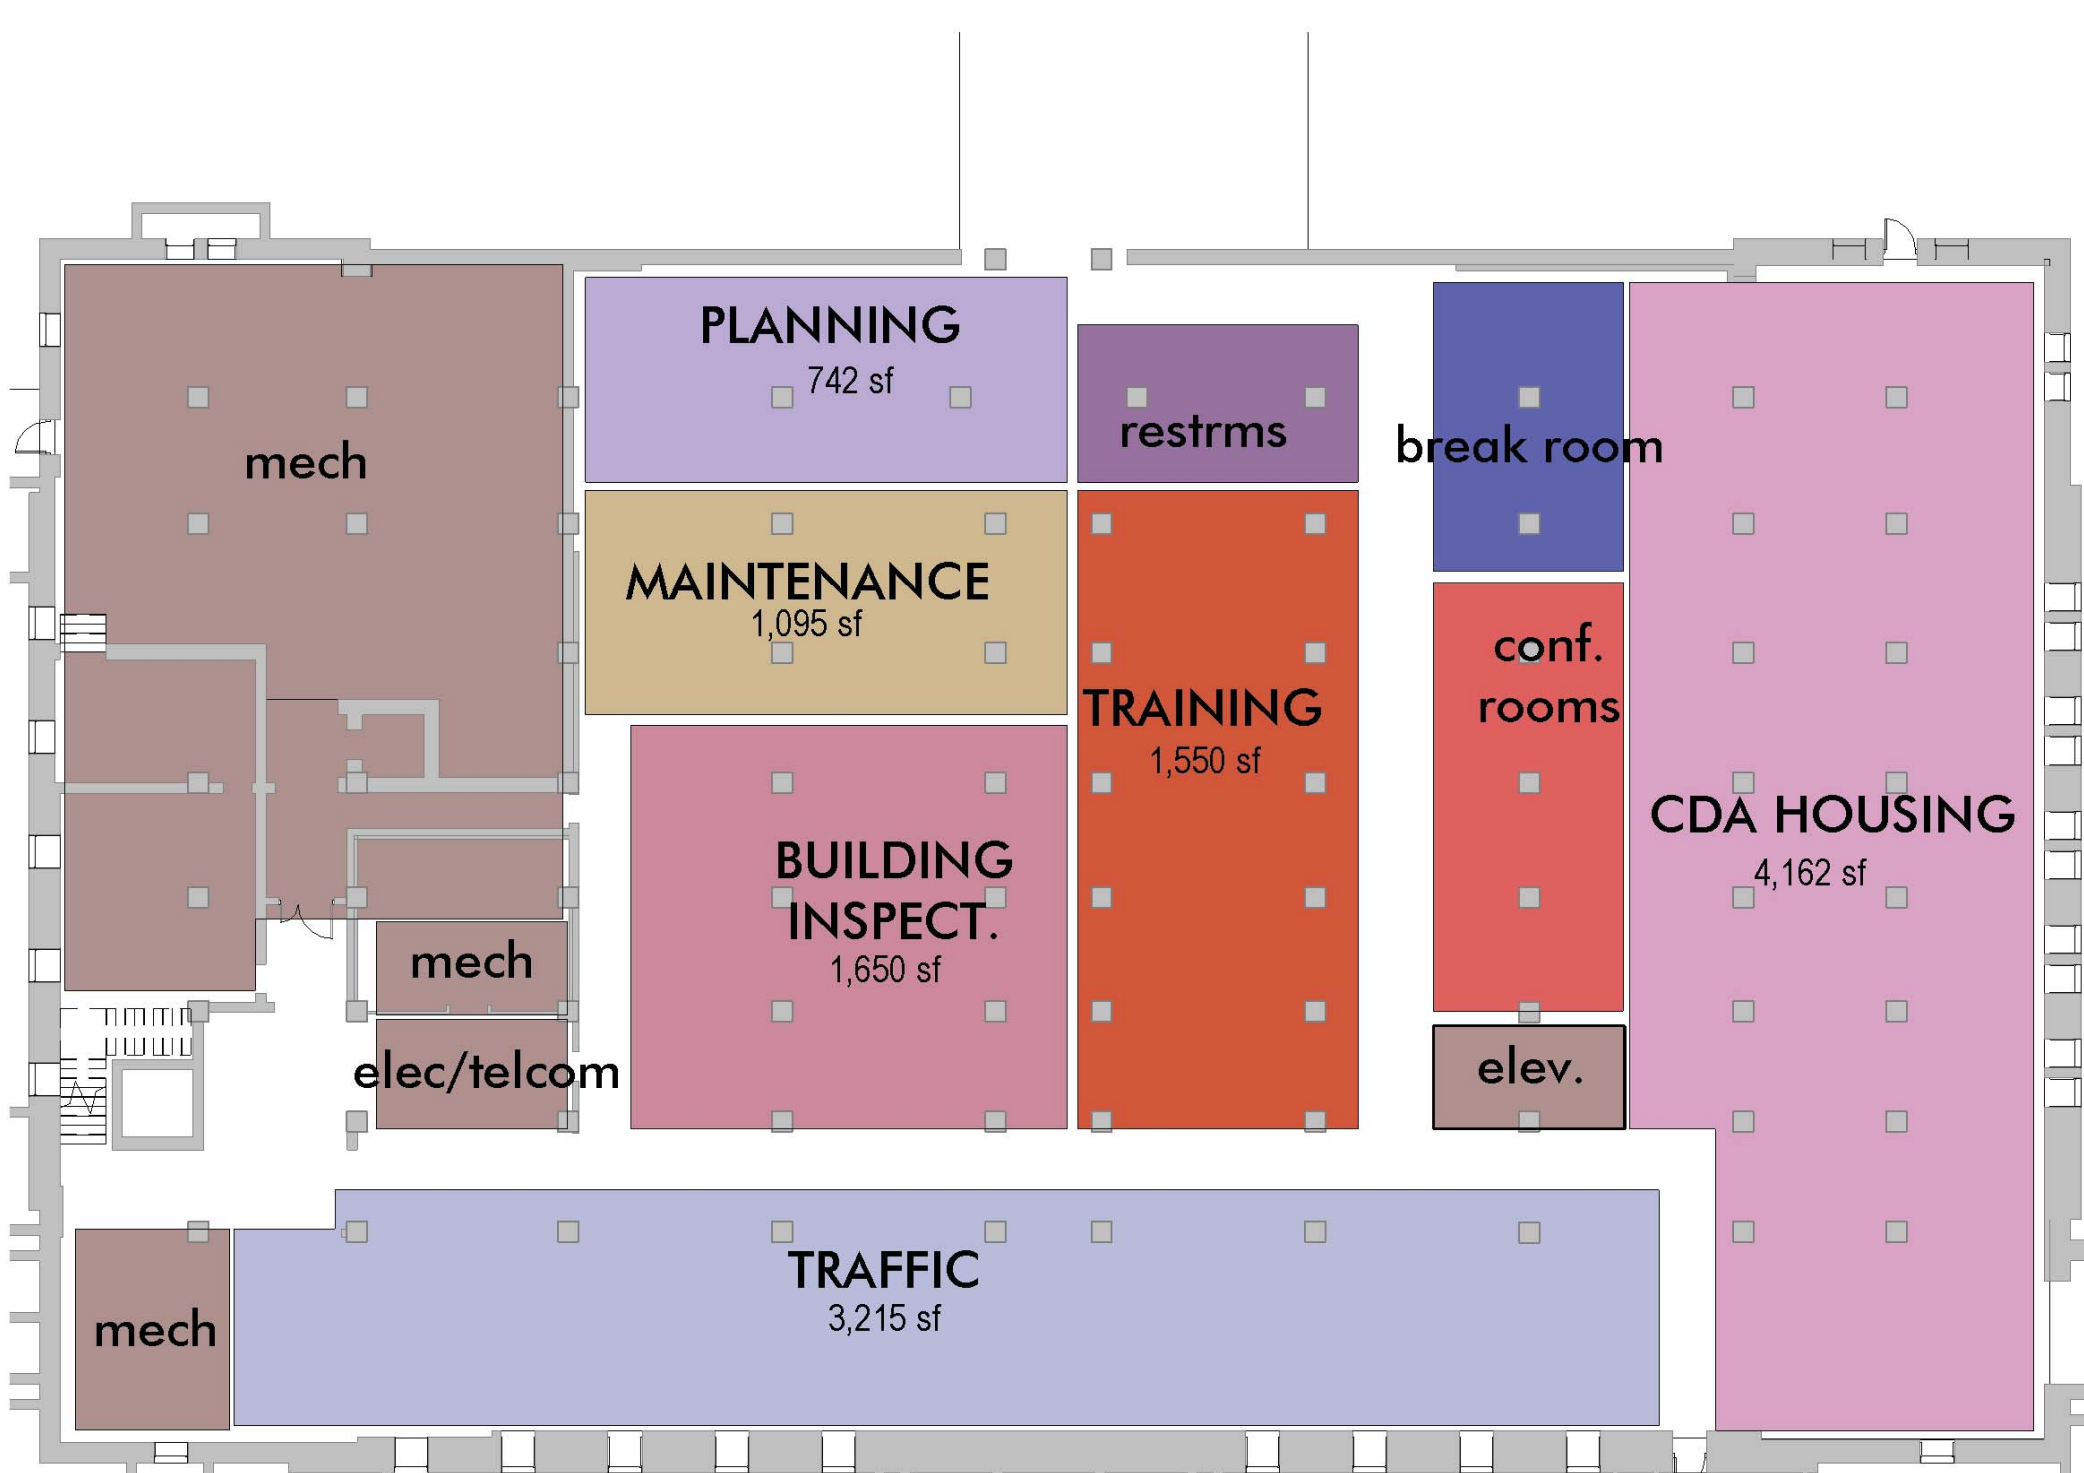 PLANNING
742 sf
restrms
break room
mech
MAINTENANCE
1,095 sf
conf.
rooms
TRAINING
1,550 sf
CDA HOUSING
4,162 sf
BUILDING
INSPECT.
1,650 sf
mech
elec/telcom
elev.
TRAFFIC
3,215 sf
mech